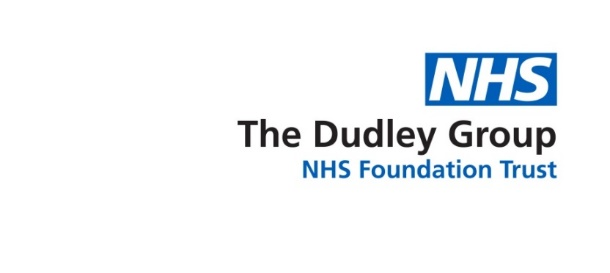 NHS
The Dudley Group
NHS Foundation Trust